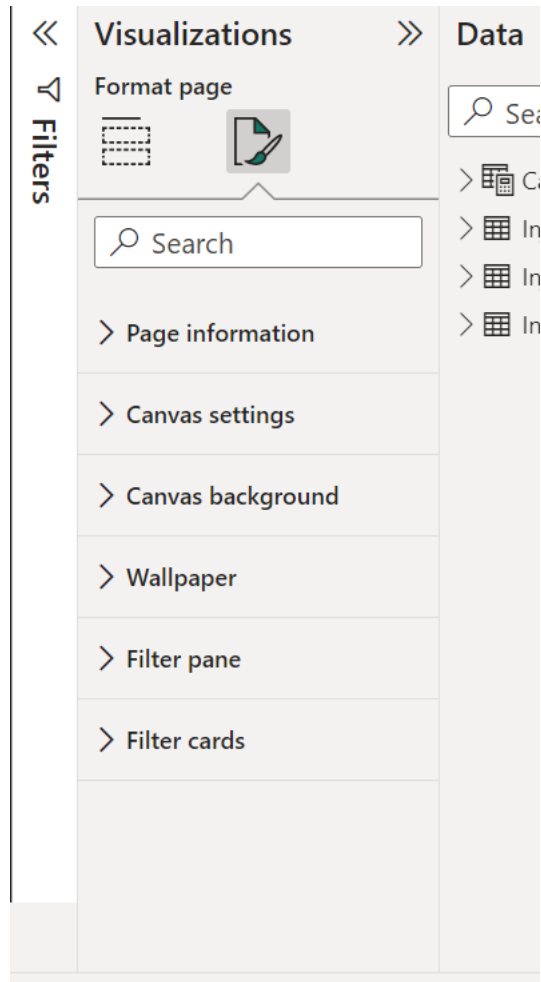 Filters
Visualizations
Format page
Search
Page information
Canvas settings
Canvas background
Wallpaper
Filter pane
Filter cards
Data